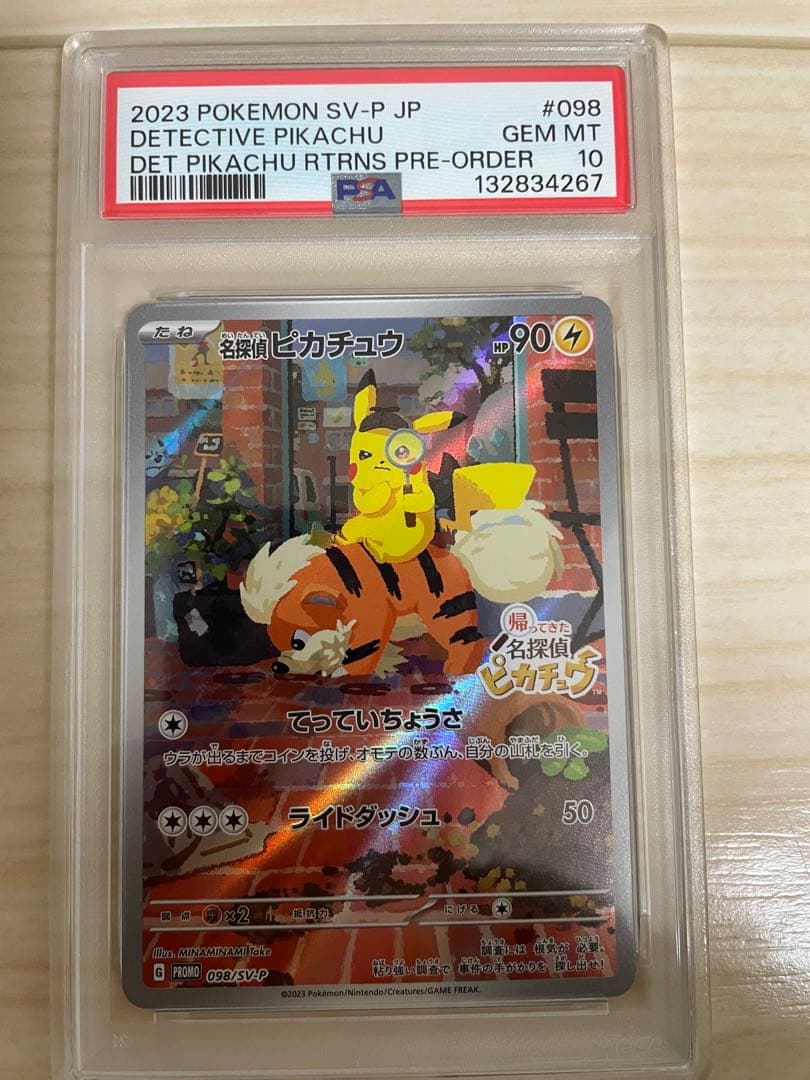 2023 POKEMON SV-P JP #098
DETECTIVE PIKACHU GEM MT
DET PIKACHU RTRNS PRE-ORDER 10
PSA 132834267
たね
名探偵ピカチュウ HP90
めいたんてい
帰ってきた
名探偵
ピカチュウ
TM
てっていちょうさ
ウラが出るまでコインを投げ、オモテの数ぶん、自分の山札を引く。
ライドダッシュ 50
弱点 ×2 抵抗力 にげる
Illus. MINAMINAMI Take
調査には 根気が 必要。
粘り強い調査で 事件の手がかりを 探し出せ!
G PROMO 098/SV-P
©2023 Pokémon/Nintendo/Creatures/GAME FREAK.